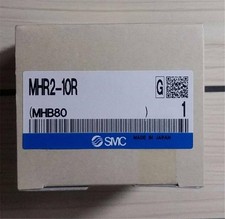 MHR2-10R G
(MHB80 ) 1
SMC MADE IN JAPAN